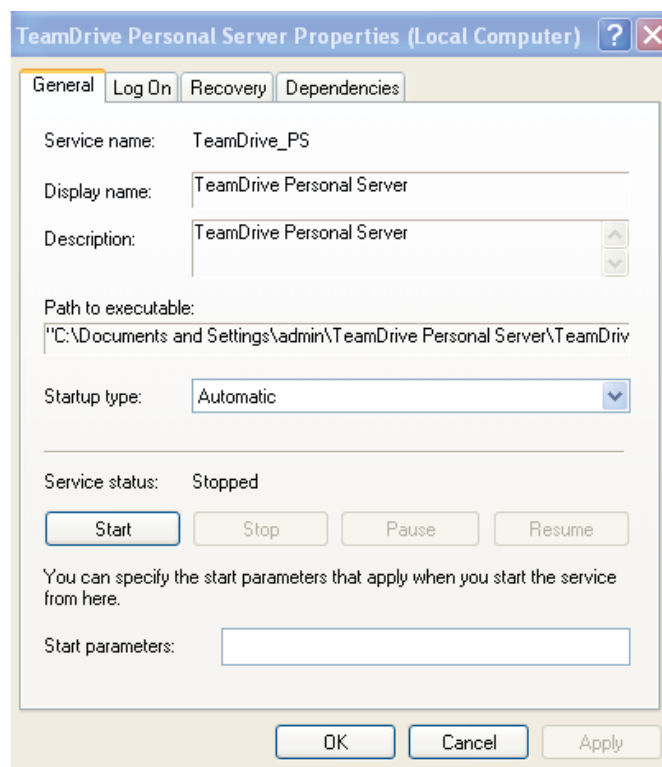 TeamDrive Personal Server Properties (Local Computer)
General Log On Recovery Dependencies
Service name: TeamDrive_PS
Display name: TeamDrive Personal Server
Description: TeamDrive Personal Server
Path to executable:
"C:\Documents and Settings\admin\TeamDrive Personal Server\TeamDriv
Startup type: Automatic
Service status: Stopped
Start Stop Pause Resume
You can specify the start parameters that apply when you start the service
from here.
Start parameters:
OK Cancel Apply